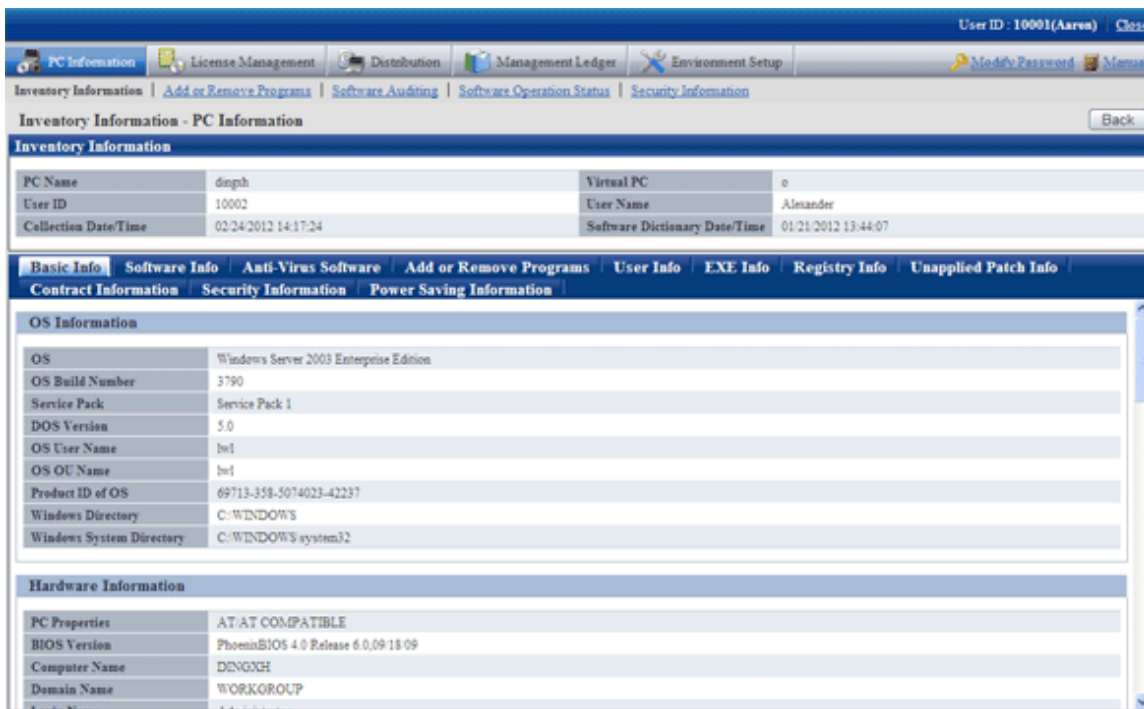 User ID : 10001(Aaron) Close
PC Information License Management Distribution Management Ledger Environment Setup Modify Password Manual
Inventory Information | Add or Remove Programs | Software Auditing | Software Operation Status | Security Information
Inventory Information - PC Information Back
Inventory Information
PC Name Virtual PC o
User ID 10002 User Name Alexander
Collection Date/Time 02/24/2012 14:17:24 Software Dictionary Date/Time 01/21/2012 13:44:07
Basic Info Software Info Anti-Virus Software Add or Remove Programs User Info EXE Info Registry Info Unapplied Patch Info
Contract Information Security Information Power Saving Information
OS Information
OS Windows Server 2003 Enterprise Edition
OS Build Number 3790
Service Pack Service Pack 1
DOS Version 5.0
OS User Name
OS OU Name
Product ID of OS 69713-358-5074023-42237
Windows Directory C:\WINDOWS
Windows System Directory C:\WINDOWS\system32
Hardware Information
PC Properties AT/AT COMPATIBLE
BIOS Version PhoenixBIOS 4.0 Release 6.0,09/18/09
Computer Name DINGXH
Domain Name WORKGROUP